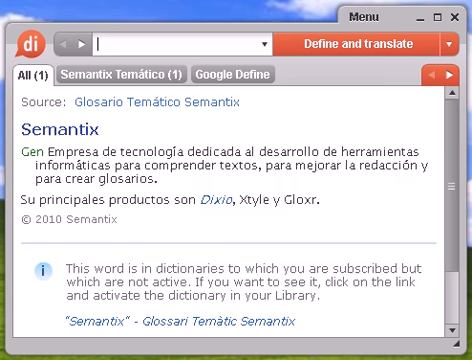 Menu
di
Define and translate
All (1)
Semantix Temático (1)
Google Define
Source: Glosario Temático Semantix
Semantix
Gen Empresa de tecnología dedicada al desarrollo de herramientas
informáticas para comprender textos, para mejorar la redacción y
para crear glosarios.
Su principales productos son Dixio, Xtyle y Gloxr.
© 2010 Semantix
i
This word is in dictionaries to which you are subscribed but
which are not active. If you want to see it, click on the link
and activate the dictionary in your Library.
"Semantix" - Glossari Temàtic Semantix